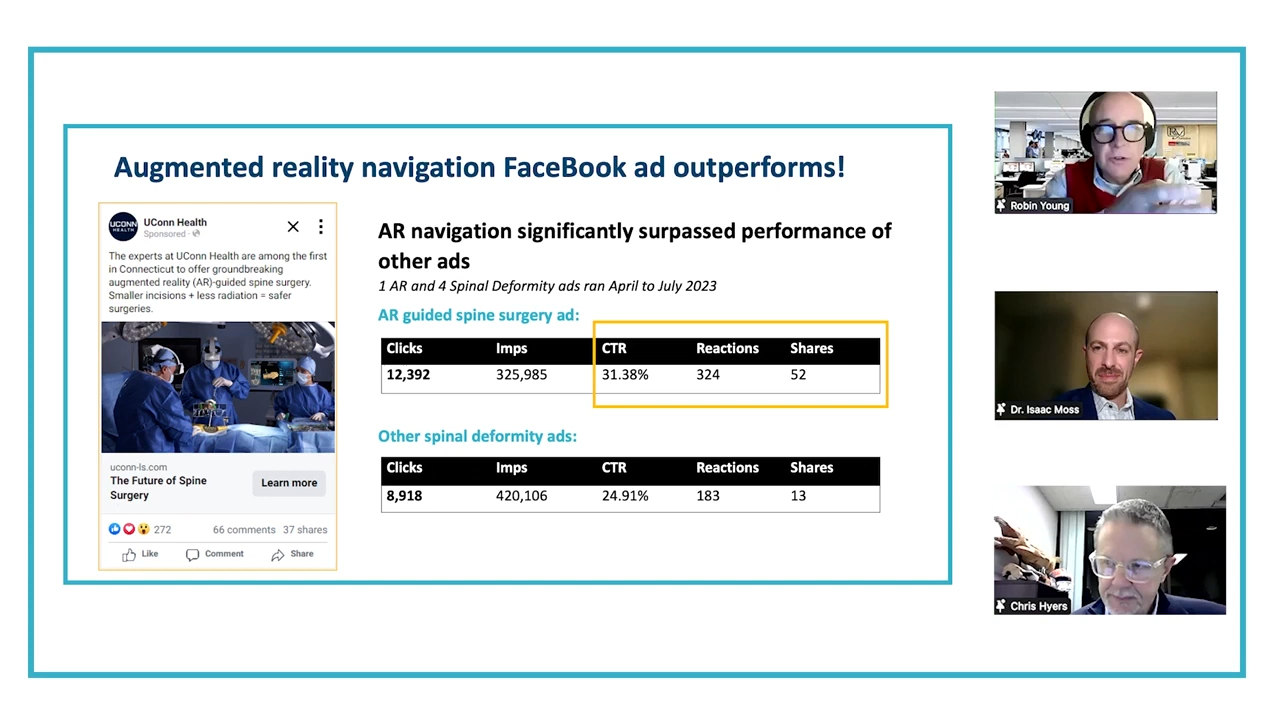 Augmented reality navigation FaceBook ad outperforms!
UCONN
HEALTH
UConn Health
Sponsored ·
The experts at UConn Health are among the first
in Connecticut to offer groundbreaking
augmented reality (AR)-guided spine surgery.
Smaller incisions + less radiation = safer
surgeries.
uconn-ls.com
The Future of Spine
Surgery
Learn more
272
66 comments 37 shares
Like Comment Share
AR navigation significantly surpassed performance of
other ads
1 AR and 4 Spinal Deformity ads ran April to July 2023
AR guided spine surgery ad:
Clicks Imps CTR Reactions Shares
12,392 325,985 31.38% 324 52
Other spinal deformity ads:
Clicks Imps CTR Reactions Shares
8,918 420,106 24.91% 183 13
Robin Young
Dr. Isaac Moss
Chris Hyers